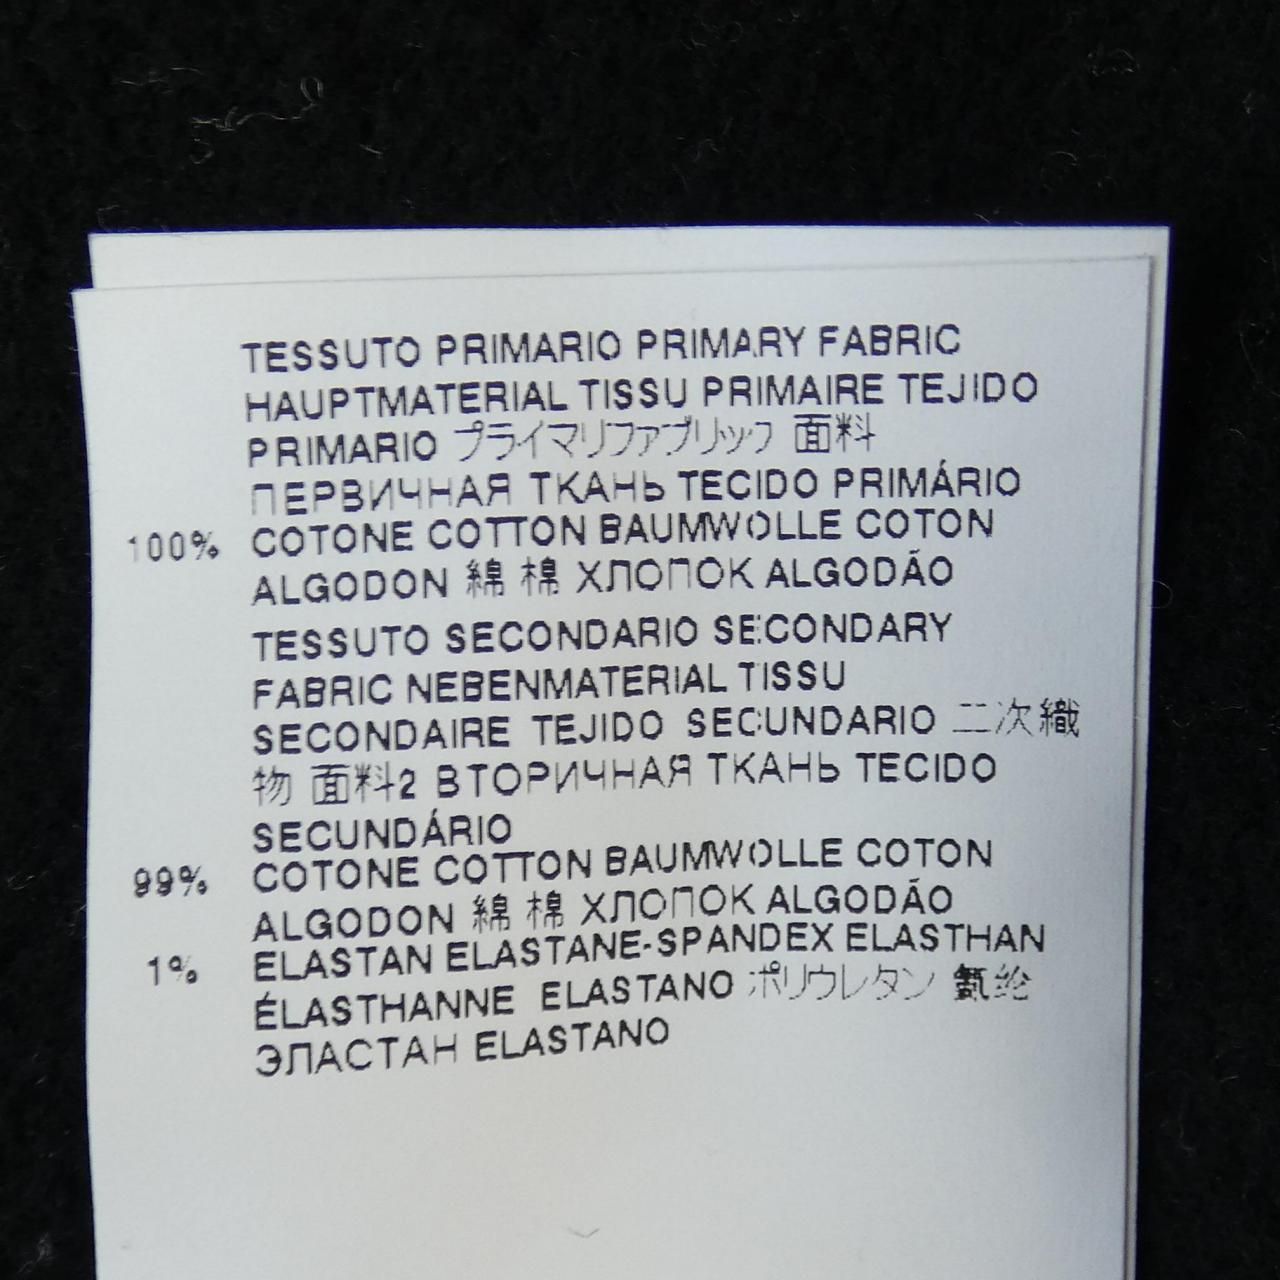 TESSUTO PRIMARIO PRIMARY FABRIC
HAUPTMATERIAL TISSU PRIMAIRE TEJIDO
PRIMARIO プライマリファブリック 面料
ПЕРВИЧНАЯ ТКАНЬ TECIDO PRIMÁRIO
100% COTONE COTTON BAUMWOLLE COTON
ALGODON 綿 棉 ХЛОПОК ALGODÃO
TESSUTO SECONDARIO SECONDARY
FABRIC NEBENMATERIAL TISSU
SECONDAIRE TEJIDO SECUNDARIO 二次織
物 面料2 ВТОРИЧНАЯ ТКАНЬ TECIDO
SECUNDÁRIO
99% COTONE COTTON BAUMWOLLE COTON
ALGODON 綿 棉 ХЛОПОК ALGODÃO
1% ELASTAN ELASTANE-SPANDEX ELASTHAN
ÉLASTHANNE ELASTANO ポリウレタン 氨纶
ЭЛАСТАН ELASTANO